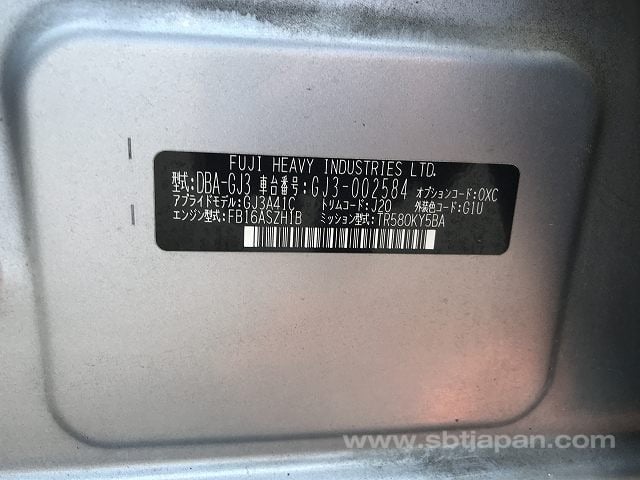 FUJI HEAVY INDUSTRIES LTD.
型式:DBA-GJ3 車台番号:GJ3-002584 オプションコード:OXC
アプライドモデル:GJ3A41C トリムコード:J20 外装色コード:G1U
エンジン型式:FB16ASZH1B ミッション型式:TR580KY5BA
www.sbtjapan.com